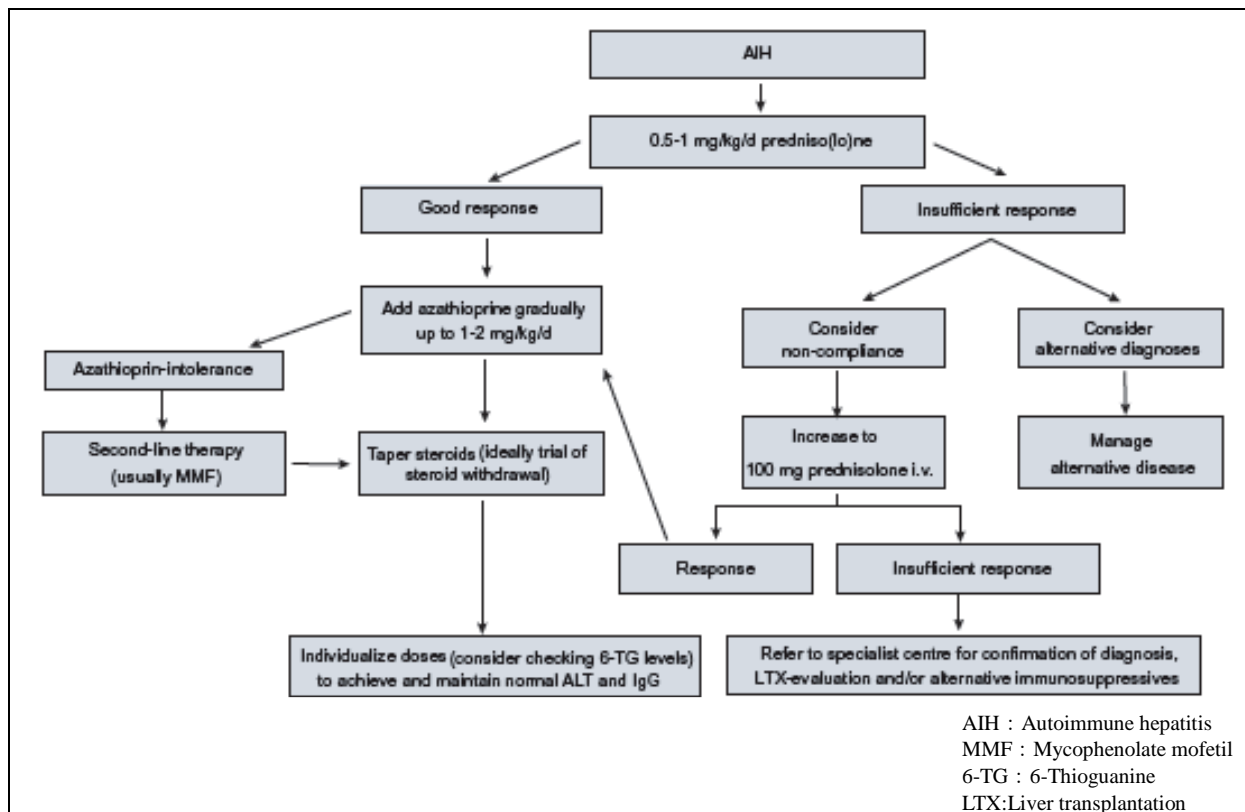 AIH
0.5-1 mg/kg/d predniso(lo)ne
Good response
Insufficient response
Add azathioprine gradually
up to 1-2 mg/kg/d
Consider
non-compliance
Consider
alternative diagnoses
Azathioprin-intolerance
Second-line therapy
(usually MMF)
Taper steroids (ideally trial of
steroid withdrawal)
Increase to
100 mg prednisolone i.v.
Manage
alternative disease
Response
Insufficient response
Individualize doses (consider checking 6-TG levels)
to achieve and maintain normal ALT and IgG
Refer to specialist centre for confirmation of diagnosis,
LTX-evaluation and/or alternative immunosuppressives
AIH：Autoimmune hepatitis
MMF：Mycophenolate mofetil
6-TG：6-Thioguanine
LTX:Liver transplantation